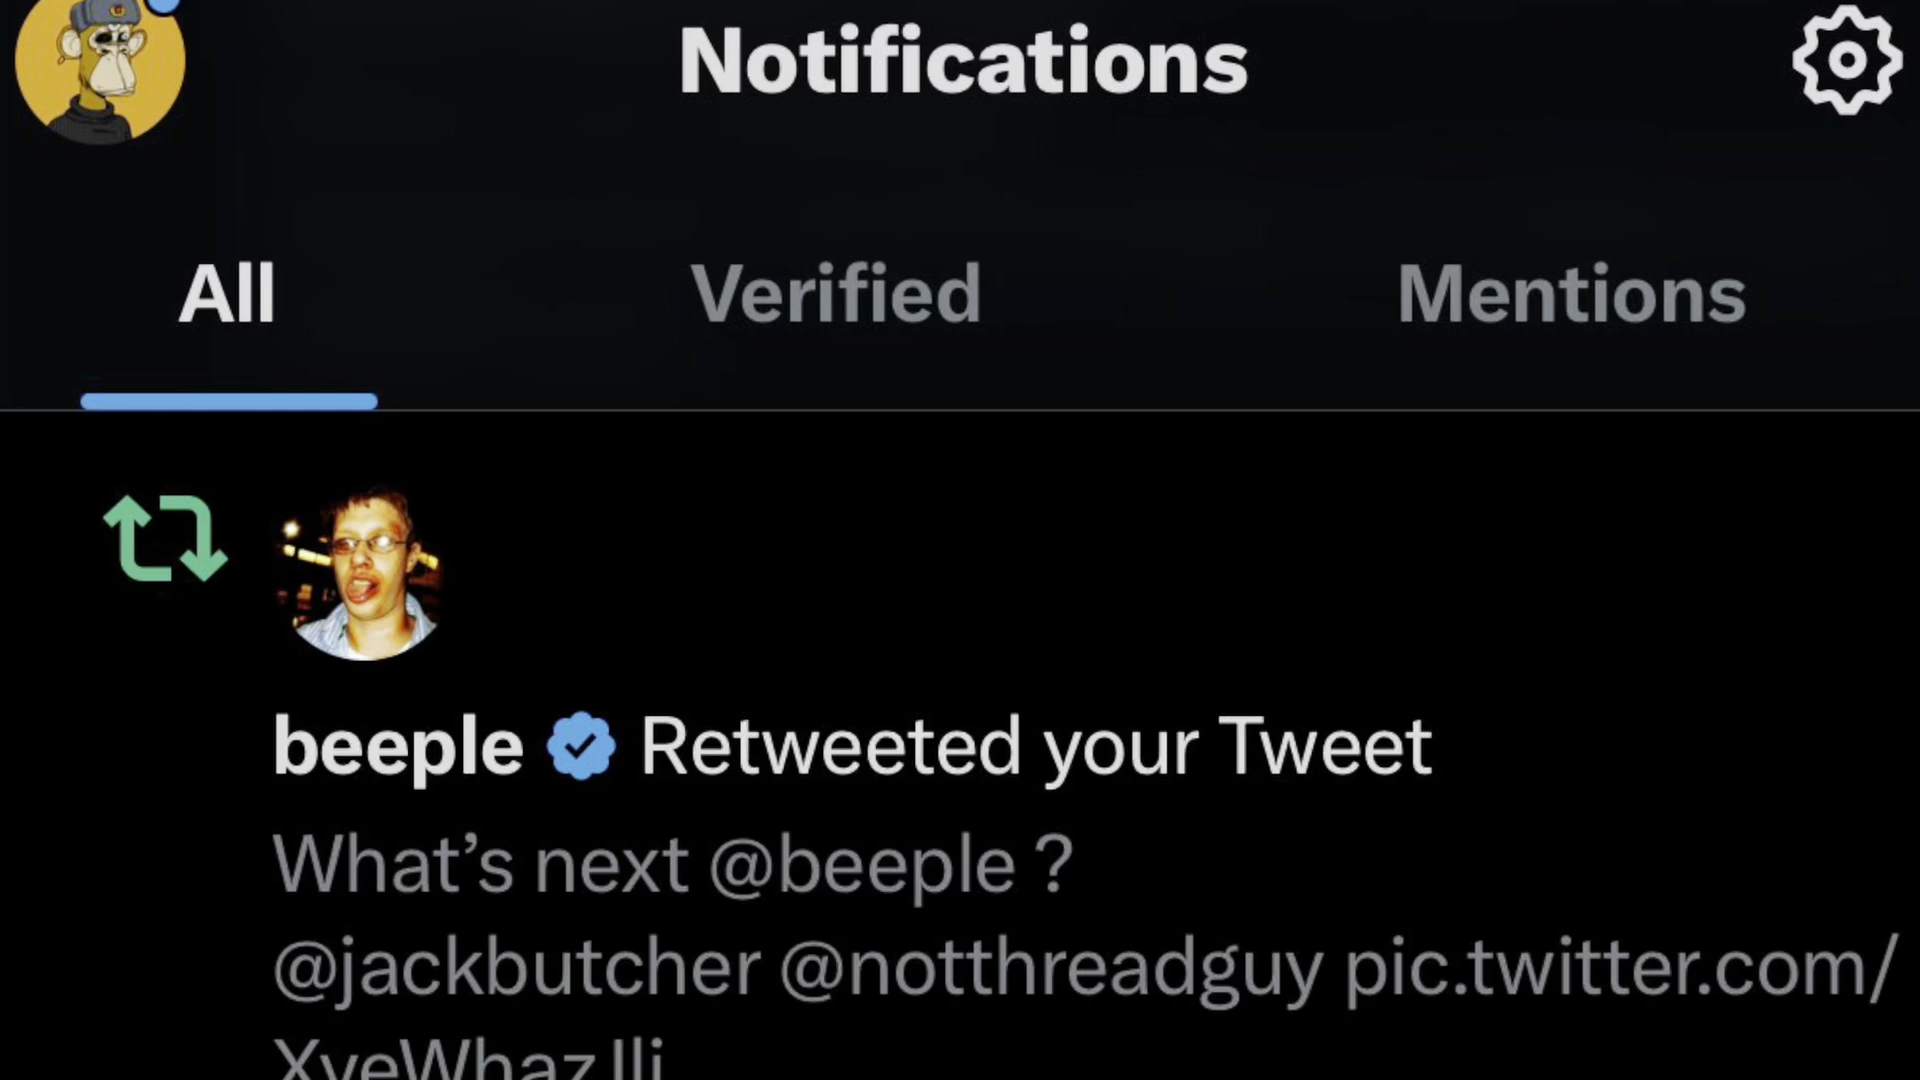 Notifications
All Verified Mentions
beeple Retweeted your Tweet
What’s next @beeple ?
@jackbutcher @notthreadguy pic.twitter.com/